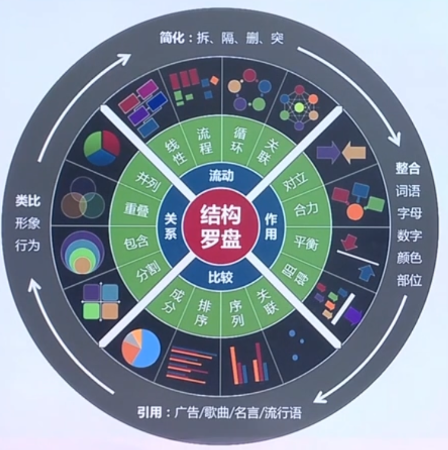 简化：拆、隔、删、突
整合
词语
字母
数字
颜色
部位
引用：广告/歌曲/名言/流行语
类比
形象
行为
线性
流程
循环
关联
对立
合力
平衡
阻碍
关联
序列
排序
成分
分割
包含
重叠
并列
流动
作用
比较
关系
结构
罗盘